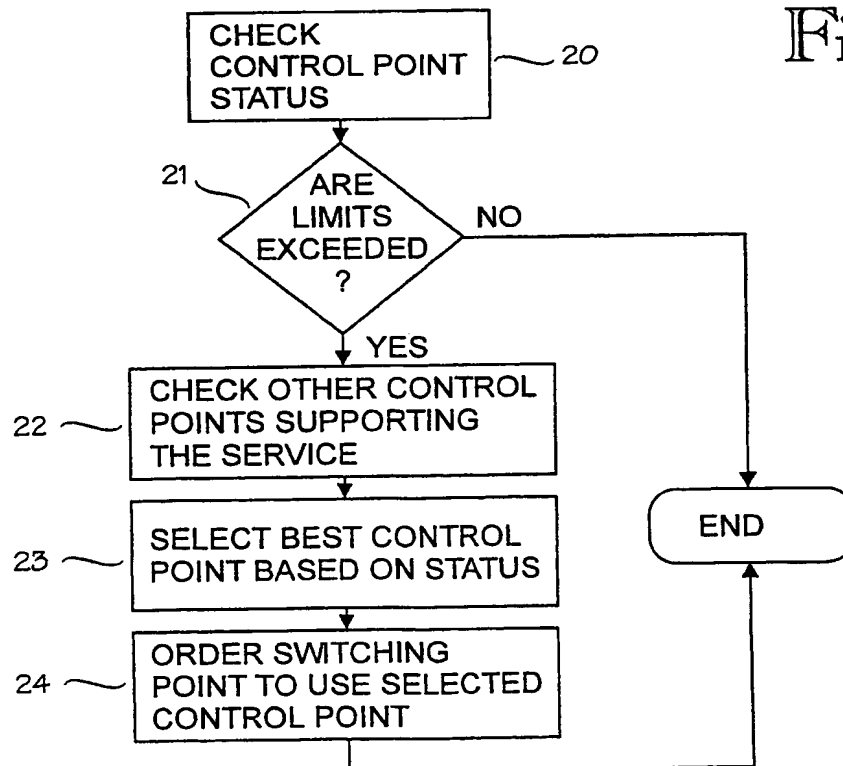 CHECK
CONTROL POINT
STATUS
20
Fi
21
ARE
LIMITS
EXCEEDED
?
NO
YES
CHECK OTHER CONTROL
POINTS SUPPORTING
THE SERVICE
22
END
SELECT BEST CONTROL
POINT BASED ON STATUS
23
ORDER SWITCHING
POINT TO USE SELECTED
CONTROL POINT
24